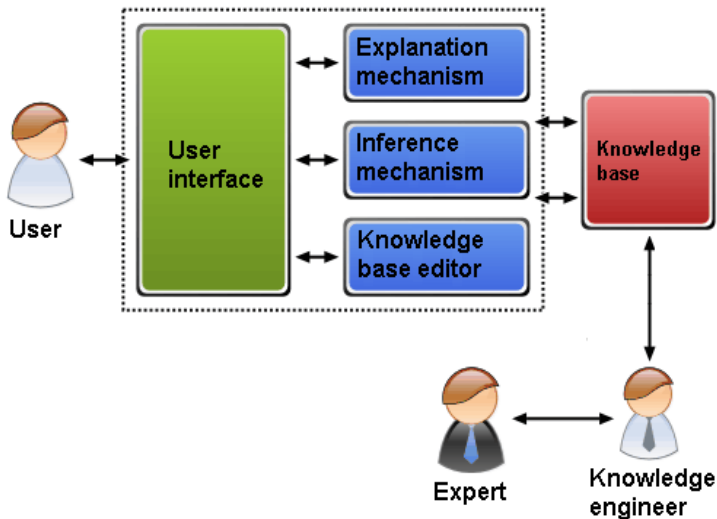 Explanation
mechanism
User
interface
Inference
mechanism
Knowledge
base
User
Knowledge
base editor
Expert
Knowledge
engineer